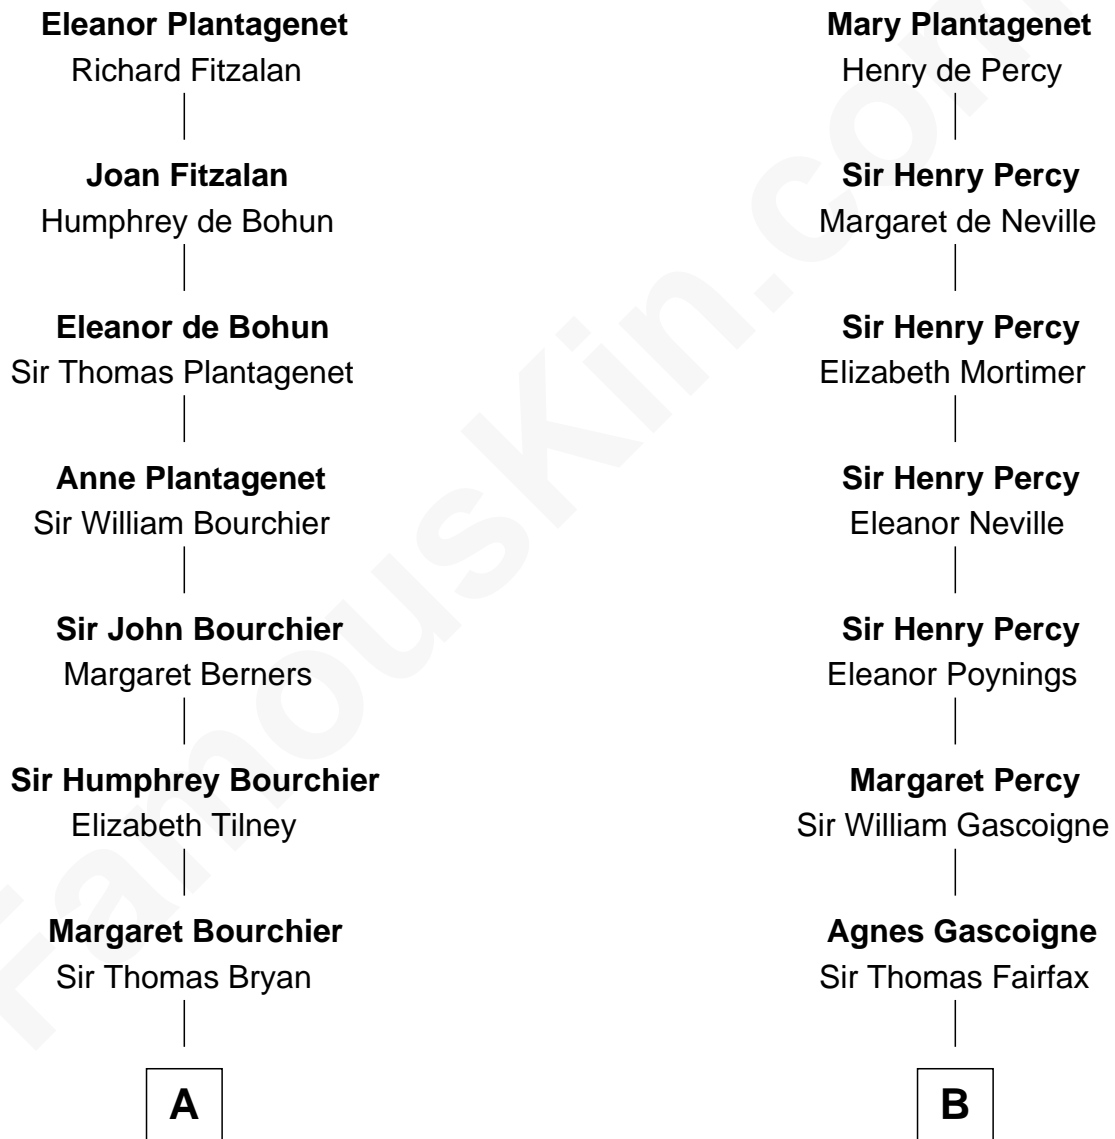 Eleanor Plantagenet
Richard Fitzalan
Joan Fitzalan
Humphrey de Bohun
Eleanor de Bohun
Sir Thomas Plantagenet
Anne Plantagenet
Sir William Bourchier
Sir John Bourchier
Margaret Berners
Sir Humphrey Bourchier
Elizabeth Tilney
Margaret Bourchier
Sir Thomas Bryan
A
Mary Plantagenet
Henry de Percy
Sir Henry Percy
Margaret de Neville
Sir Henry Percy
Elizabeth Mortimer
Sir Henry Percy
Eleanor Neville
Sir Henry Percy
Eleanor Poynings
Margaret Percy
Sir William Gascoigne
Agnes Gascoigne
Sir Thomas Fairfax
B
FamousKin.com